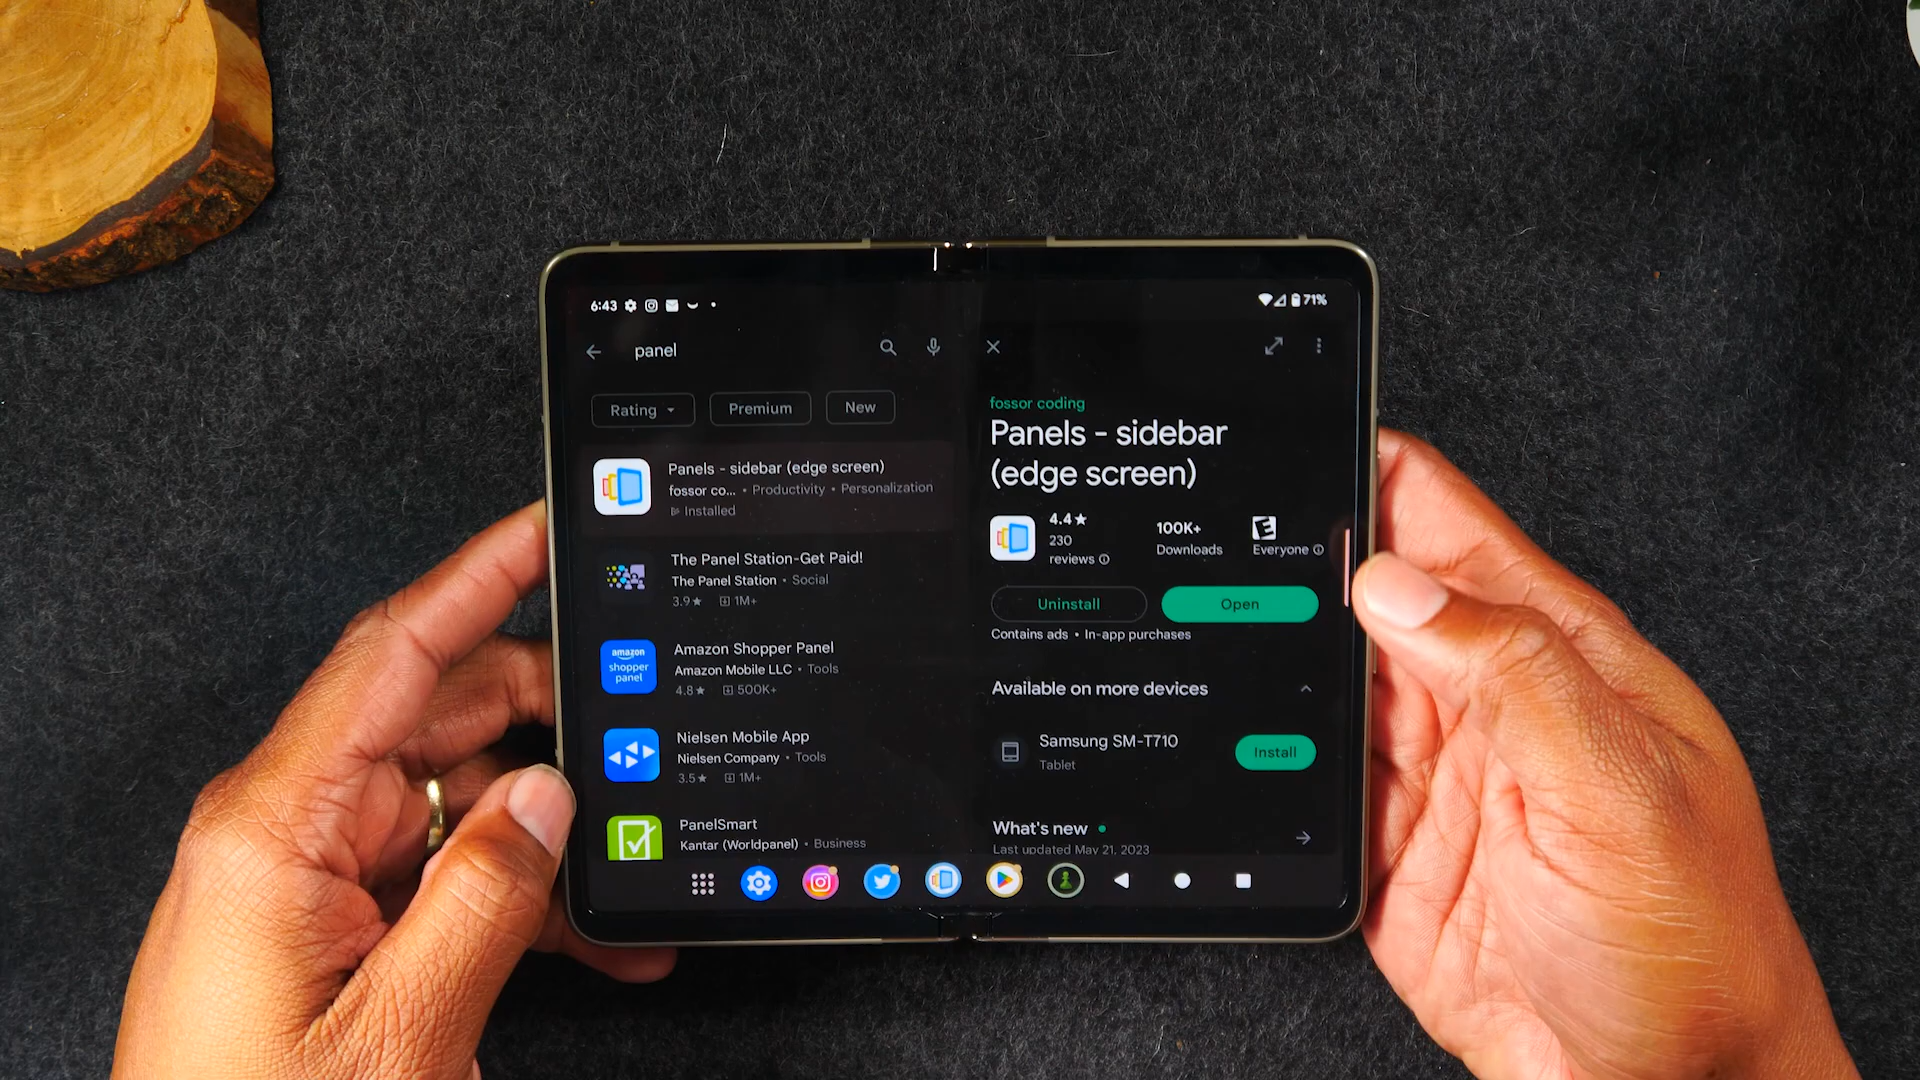 6:43
71%
panel
Rating
Premium
New
Panels - sidebar (edge screen)
fossor co... • Productivity • Personalization
Installed
The Panel Station-Get Paid!
The Panel Station • Social
3.9★ 1M+
amazon
shopper
panel
Amazon Shopper Panel
Amazon Mobile LLC • Tools
4.8★ 500K+
Nielsen Mobile App
Nielsen Company • Tools
3.5★ 1M+
PanelSmart
Kantar (Worldpanel) • Business
fossor coding
Panels - sidebar
(edge screen)
4.4★
230
reviews
100K+
Downloads
E
Everyone
Uninstall
Open
Contains ads • In-app purchases
Available on more devices
Samsung SM-T710
Tablet
Install
What's new
Last updated May 21, 2023